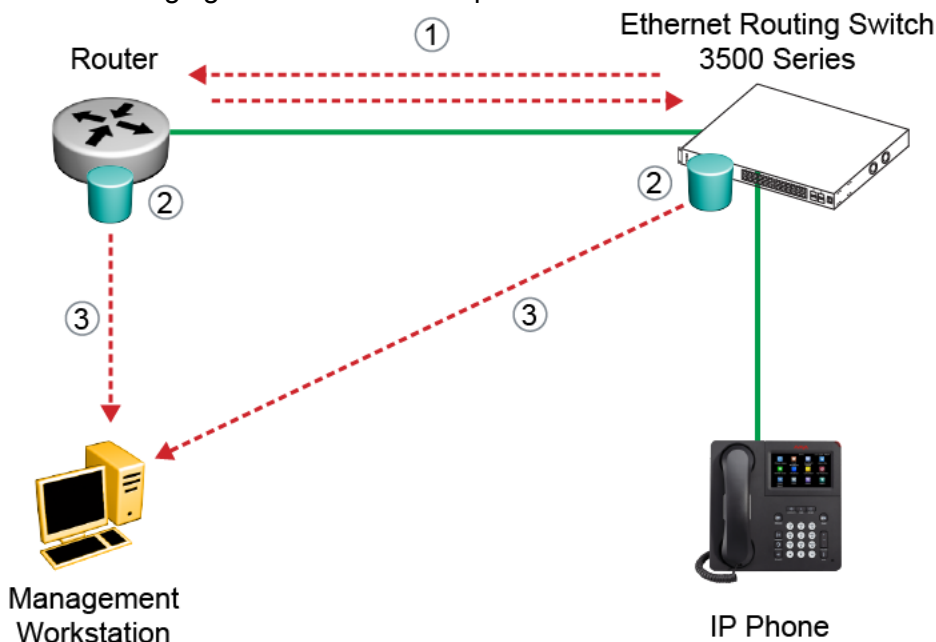 ①
Ethernet Routing Switch
3500 Series
Router
②
②
③
③
Management
Workstation
IP Phone